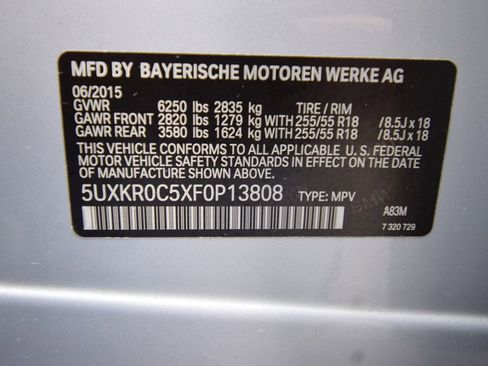 MFD BY BAYERISCHE MOTOREN WERKE AG
06/2015
GVWR 6250 lbs 2835 kg TIRE / RIM
GAWR FRONT 2820 lbs 1279 kg WITH 255/55 R18 / 8.5J x 18
GAWR REAR 3580 lbs 1624 kg WITH 255/55 R18 / 8.5J x 18
THIS VEHICLE CONFORMS TO ALL APPLICABLE U.S. FEDERAL
MOTOR VEHICLE SAFETY STANDARDS IN EFFECT ON THE
DATE OF MANUFACTURE SHOWN ABOVE.
5UXKR0C5XF0P13808 TYPE: MPV
A83M
7 320 729